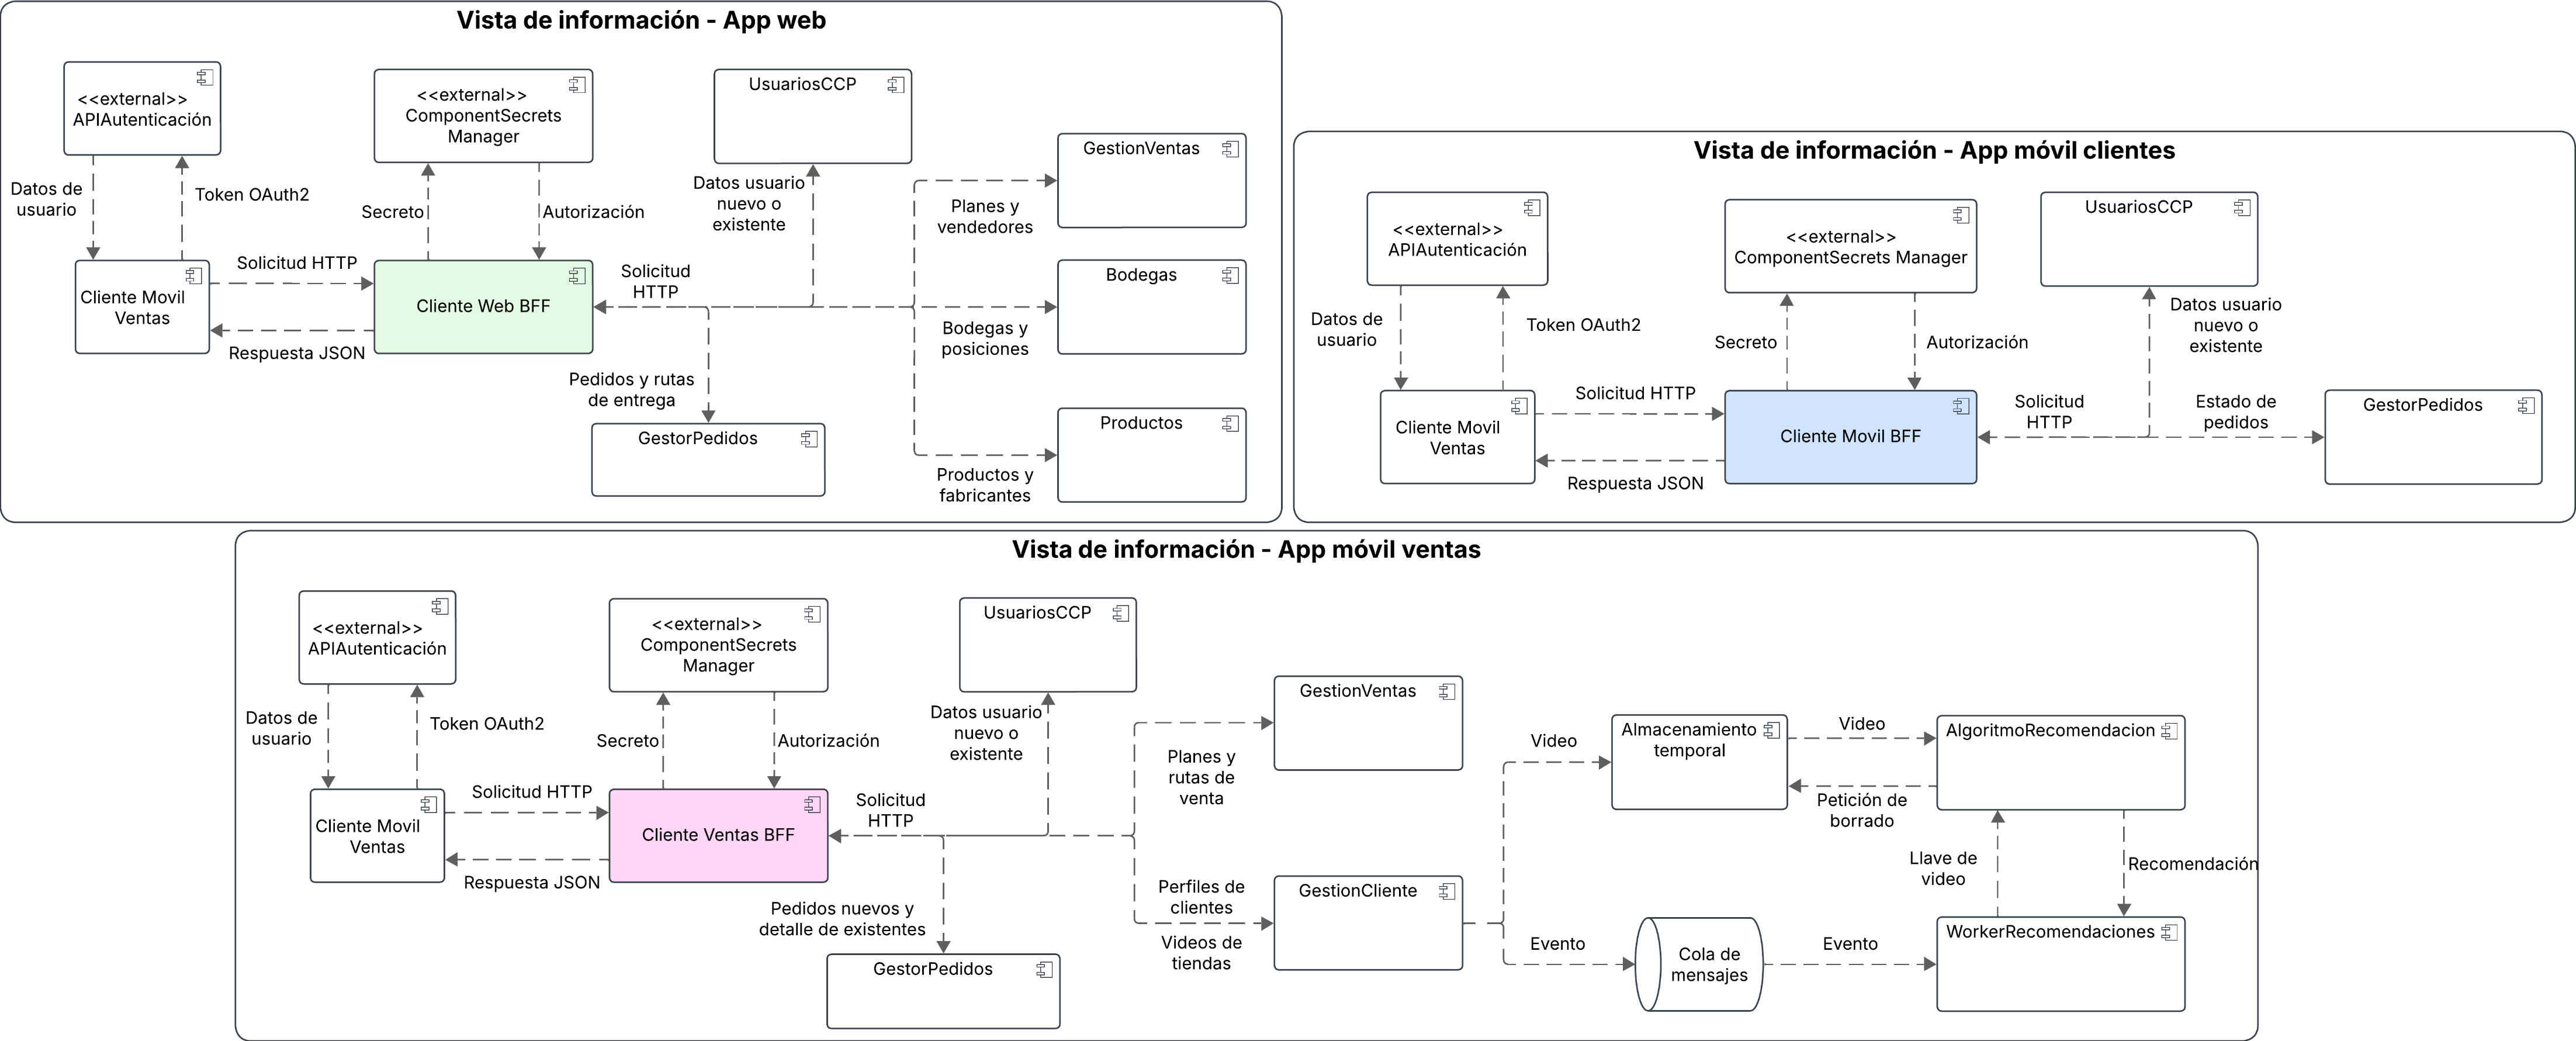 Vista de información - App web
<<external>>
APIAutenticación
<<external>>
ComponentSecrets
Manager
UsuariosCCP
GestionVentas
Datos de
usuario
Token OAuth2
Secreto
Autorización
Datos usuario
nuevo o
existente
Planes y
vendedores
Cliente Movil
Ventas
Solicitud HTTP
Respuesta JSON
Cliente Web BFF
Solicitud
HTTP
Bodegas
Bodegas y
posiciones
Pedidos y rutas
de entrega
GestorPedidos
Productos
Productos y
fabricantes
Vista de información - App móvil clientes
<<external>>
APIAutenticación
<<external>>
ComponentSecrets Manager
UsuariosCCP
Datos de
usuario
Token OAuth2
Secreto
Autorización
Datos usuario
nuevo o
existente
Cliente Movil
Ventas
Solicitud HTTP
Respuesta JSON
Cliente Movil BFF
Solicitud
HTTP
Estado de
pedidos
GestorPedidos
Vista de información - App móvil ventas
<<external>>
APIAutenticación
<<external>>
ComponentSecrets
Manager
UsuariosCCP
Datos de
usuario
Token OAuth2
Secreto
Autorización
Datos usuario
nuevo o
existente
GestionVentas
Planes y
rutas de
venta
Cliente Movil
Ventas
Solicitud HTTP
Respuesta JSON
Cliente Ventas BFF
Solicitud
HTTP
Pedidos nuevos y
detalle de existentes
GestorPedidos
Perfiles de
clientes
Videos de
tiendas
GestionCliente
Video
Almacenamiento
temporal
Video
Petición de
borrado
AlgoritmoRecomendacion
Llave de
video
Recomendación
Evento
Cola de
mensajes
Evento
WorkerRecomendaciones